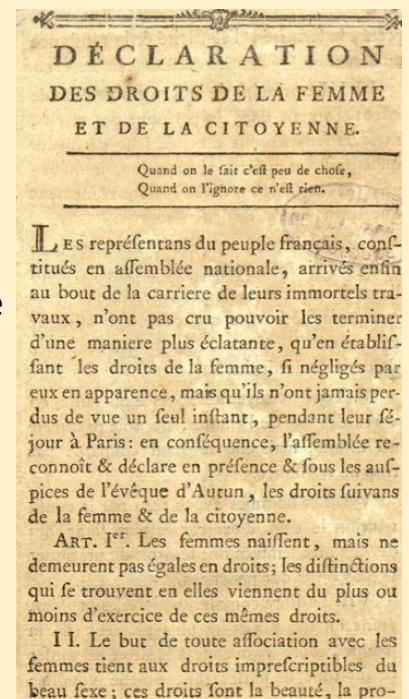 DÉCLARATION
DES DROITS DE LA FEMME
ET DE LA CITOYENNE.
Quand on le ſait c'eſt peu de choſe,
Quand on l'ignore ce n'eſt rien.
LES repréſentans du peuple français, conſ-
titués en aſſemblée nationale, arrivés enfin
au bout de la carriere de leurs immortels tra-
vaux, n'ont pas cru pouvoir les terminer
d'une maniere plus éclatante, qu'en établiſ-
ſant les droits de la femme, ſi négligés par
eux en apparence, mais qu'ils n'ont jamais per-
dus de vue un ſeul inſtant, pendant leur ſé-
jour à Paris: en conſéquence, l'aſſemblée re-
connoît & déclare en préſence & ſous les auſ-
pices de l'évêque d'Autun, les droits ſuivans
de la femme & de la citoyenne.
ART. Ier. Les femmes naiſſent, mais ne
demeurent pas égales en droits; les diſtinctions
qui ſe trouvent en elles viennent du plus ou
moins d'exercice de ces mêmes droits.
II. Le but de toute aſſociation avec les
femmes tient aux droits impreſcriptibles du
beau ſexe; ces droits ſont la beauté, la pro-